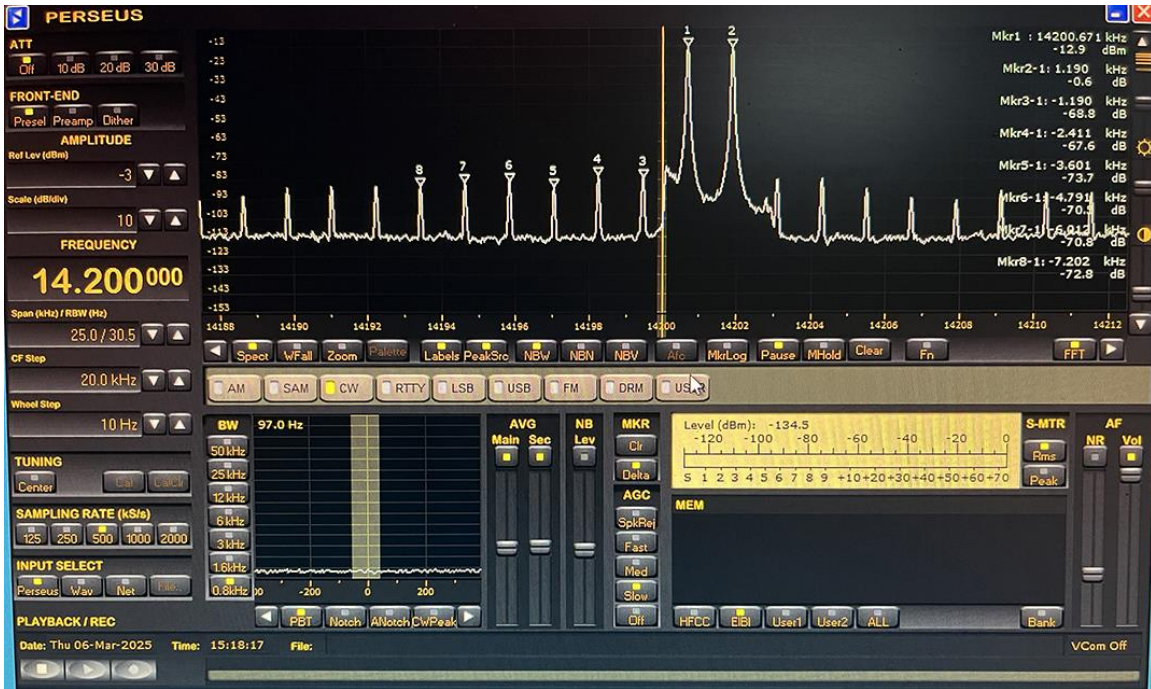 PERSEUS
ATT
Off 10 dB 20 dB 30 dB
FRONT-END
Presel Preamp Dither
AMPLITUDE
Ref Lev (dBm)
-3
Scale (dB/div)
10
FREQUENCY
14.200000
Span (kHz) / RBW (Hz)
25.0 / 30.5
CF Step
20.0 kHz
Wheel Step
10 Hz
TUNING
Center Cal CalClr
SAMPLING RATE (kS/s)
125 250 500 1000 2000
INPUT SELECT
Perseus Wav Net File..
PLAYBACK / REC
-13
-23
-33
-43
-53
-63
-73
-83
-93
-103
-113
-123
-133
-143
-153
8 7 6 5 4 3 1 2
Mkr1 : 14200.671 kHz
-12.9 dBm
Mkr2-1: 1.190 kHz
-0.6 dB
Mkr3-1: -1.190 kHz
-68.8 dB
Mkr4-1: -2.411 kHz
-67.6 dB
Mkr5-1: -3.601 kHz
-73.7 dB
Mkr6-1: -4.791 kHz
dB
kHz
-70.8 dB
Mkr8-1: -7.202 kHz
-72.8 dB
14188 14190 14192 14194 14196 14198 14200 14202 14204 14206 14208 14210 14212
Spect WFall Zoom Palette Labels PeakSrc NBW NBN NBV Afc MkrLog Pause MHold Clear Fn FFT
AM SAM CW RTTY LSB USB FM DRM
BW
50 kHz
25 kHz
12 kHz
6 kHz
3 kHz
1.6kHz
0.8kHz
97.0 Hz
-200 0 200
PBT Notch ANotch CWPeak
AVG
Main Sec
NB
Lev
MKR
Clr
Delta
AGC
SpkRej
Fast
Med
Slow
Off
Level (dBm): -134.5
-120 -100 -80 -60 -40 -20 0
S 1 2 3 4 5 6 7 8 9 +10+20+30+40+50+60+70
S-MTR
Rms
Peak
AF
NR Vol
MEM
HFCC EIBI User1 User2 ALL Bank
Date: Thu 06-Mar-2025 Time: 15:18:17 File:
VCom Off